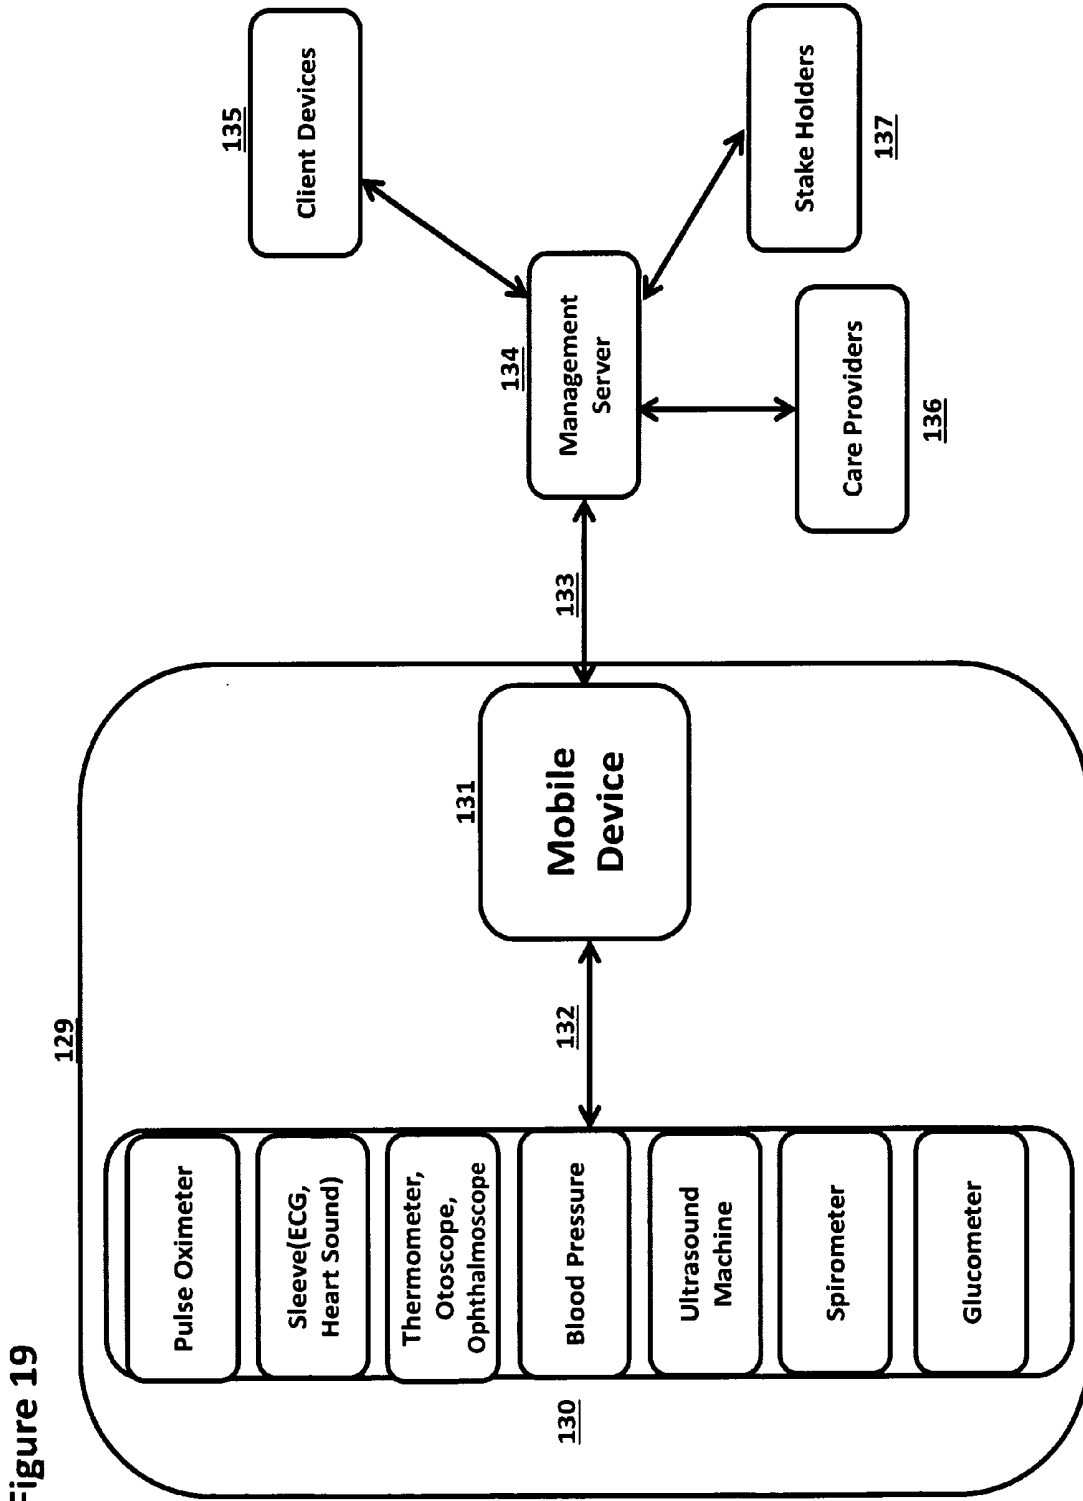 Figure 19
129
130
Pulse Oximeter
Sleeve(ECG,
Heart Sound)
Thermometer,
Otoscope,
Ophthalmoscope
Blood Pressure
Ultrasound
Machine
Spirometer
Glucometer
132
131
Mobile
Device
133
134
Management
Server
135
Client Devices
Care Providers
136
Stake Holders
137